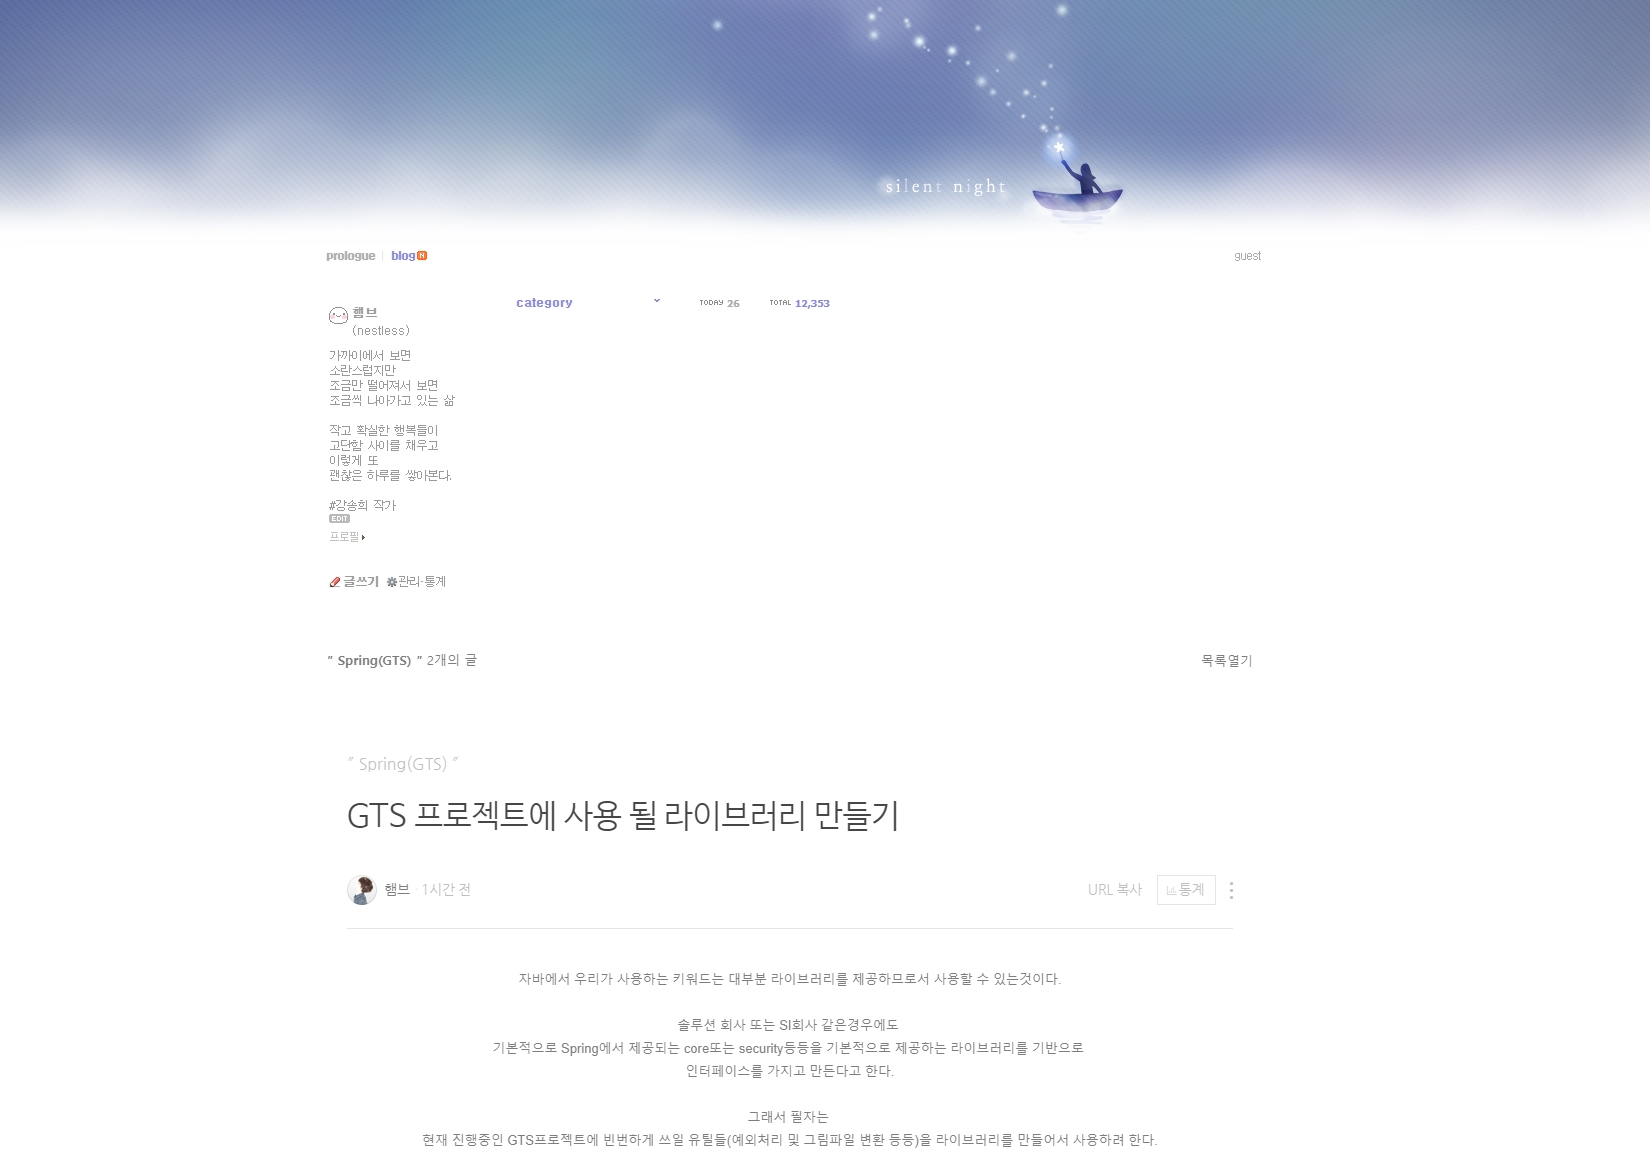 silent night
prologue | blog N
guest
햄브
(nestless)
category
TODAY 26 TOTAL 12,353
가까이에서 보면
소란스럽지만
조금만 떨어져서 보면
조금씩 나아가고 있는 삶
작고 확실한 행복들이
고단함 사이를 채우고
이렇게 또
괜찮은 하루를 쌓아본다.
#강송희 작가
EDIT
프로필
글쓰기 관리·통계
" Spring(GTS) " 2개의 글
목록열기
" Spring(GTS) "
GTS 프로젝트에 사용 될 라이브러리 만들기
햄브 · 1시간 전
URL 복사 통계
자바에서 우리가 사용하는 키워드는 대부분 라이브러리를 제공하므로서 사용할 수 있는것이다.
솔루션 회사 또는 SI회사 같은경우에도
기본적으로 Spring에서 제공되는 core또는 security등등을 기본적으로 제공하는 라이브러리를 기반으로
인터페이스를 가지고 만든다고 한다.
그래서 필자는
현재 진행중인 GTS프로젝트에 빈번하게 쓰일 유틸들(예외처리 및 그림파일 변환 등등)을 라이브러리를 만들어서 사용하려 한다.